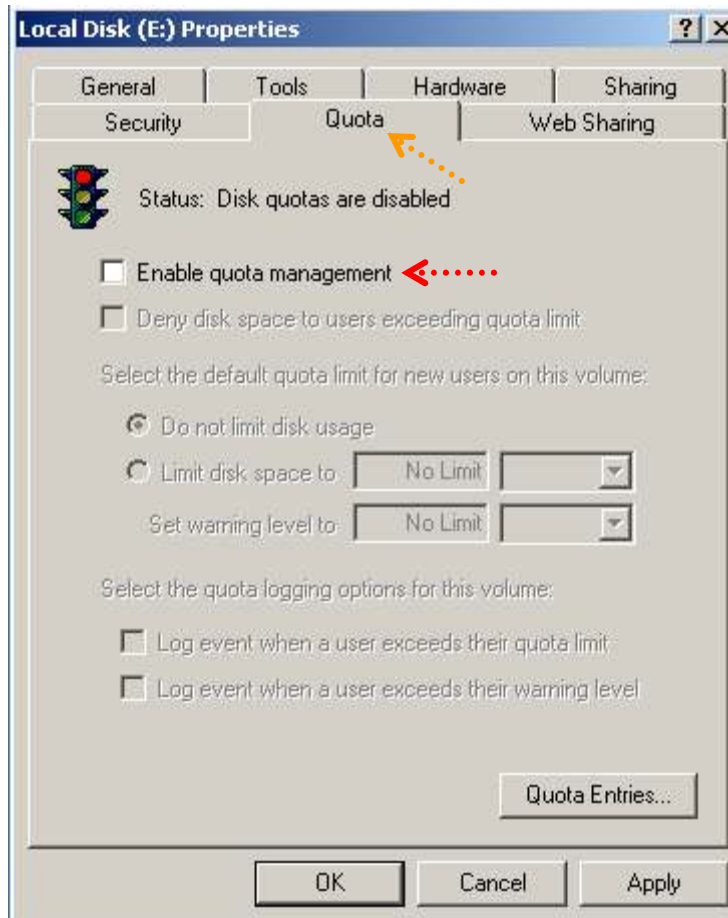 Local Disk (E:) Properties
General Tools Hardware Sharing
Security Quota Web Sharing
Status: Disk quotas are disabled
Enable quota management
Deny disk space to users exceeding quota limit
Select the default quota limit for new users on this volume:
Do not limit disk usage
Limit disk space to No Limit
Set warning level to No Limit
Select the quota logging options for this volume:
Log event when a user exceeds their quota limit
Log event when a user exceeds their warning level
Quota Entries...
OK Cancel Apply